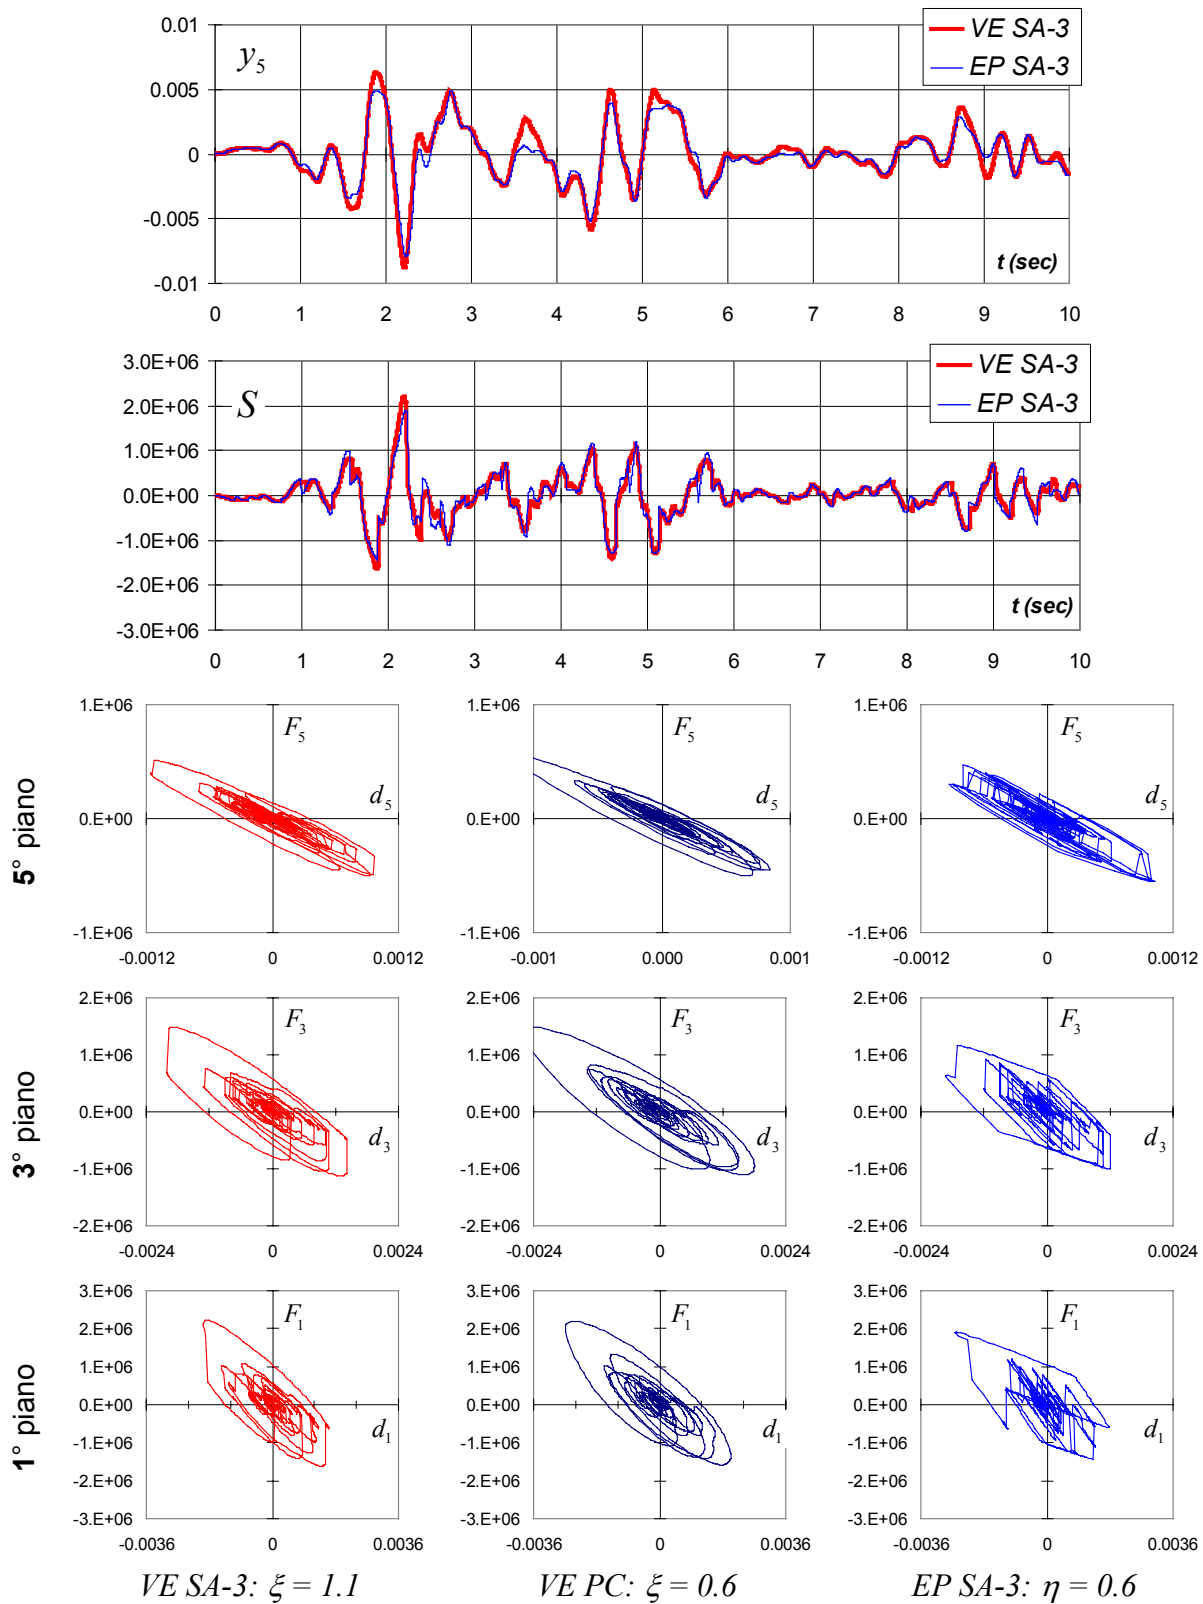 0.01
0.005
0
-0.005
-0.01
y5
VE SA-3
EP SA-3
t (sec)
0 1 2 3 4 5 6 7 8 9 10
3.0E+06
2.0E+06
1.0E+06
0.0E+00
-1.0E+06
-2.0E+06
-3.0E+06
S
VE SA-3
EP SA-3
t (sec)
0 1 2 3 4 5 6 7 8 9 10
5° piano
1.E+06
0.E+00
-1.E+06
F5
d5
-0.0012 0 0.0012
1.E+06
0.E+00
-1.E+06
F5
d5
-0.001 0.000 0.001
1.E+06
0.E+00
-1.E+06
F5
d5
-0.0012 0 0.0012
3° piano
2.E+06
1.E+06
0.E+00
-1.E+06
-2.E+06
F3
d3
-0.0024 0 0.0024
2.E+06
1.E+06
0.E+00
-1.E+06
-2.E+06
F3
d3
-0.0024 0 0.0024
2.E+06
1.E+06
0.E+00
-1.E+06
-2.E+06
F3
d3
-0.0024 0 0.0024
1° piano
3.E+06
2.E+06
1.E+06
0.E+00
-1.E+06
-2.E+06
-3.E+06
F1
d1
-0.0036 0 0.0036
3.E+06
2.E+06
1.E+06
0.E+00
-1.E+06
-2.E+06
-3.E+06
F1
d1
-0.0036 0 0.0036
3.E+06
2.E+06
1.E+06
0.E+00
-1.E+06
-2.E+06
-3.E+06
F1
d1
-0.0036 0 0.0036
VE SA-3: ξ = 1.1
VE PC: ξ = 0.6
EP SA-3: η = 0.6